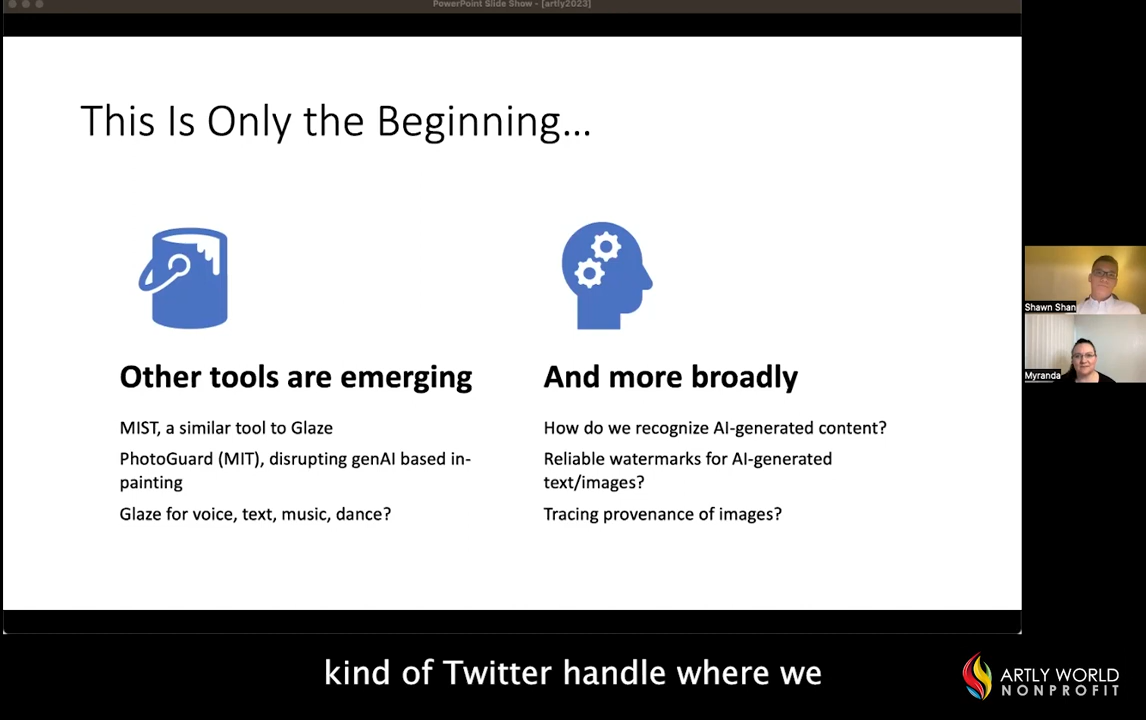 PowerPoint Slide Show - [artly2023]
This Is Only the Beginning...
Other tools are emerging
MIST, a similar tool to Glaze
PhotoGuard (MIT), disrupting genAI based in-
painting
Glaze for voice, text, music, dance?
And more broadly
How do we recognize AI-generated content?
Reliable watermarks for AI-generated
text/images?
Tracing provenance of images?
Shawn Shan
Myranda
kind of Twitter handle where we
ARTLY WORLD
NONPROFIT